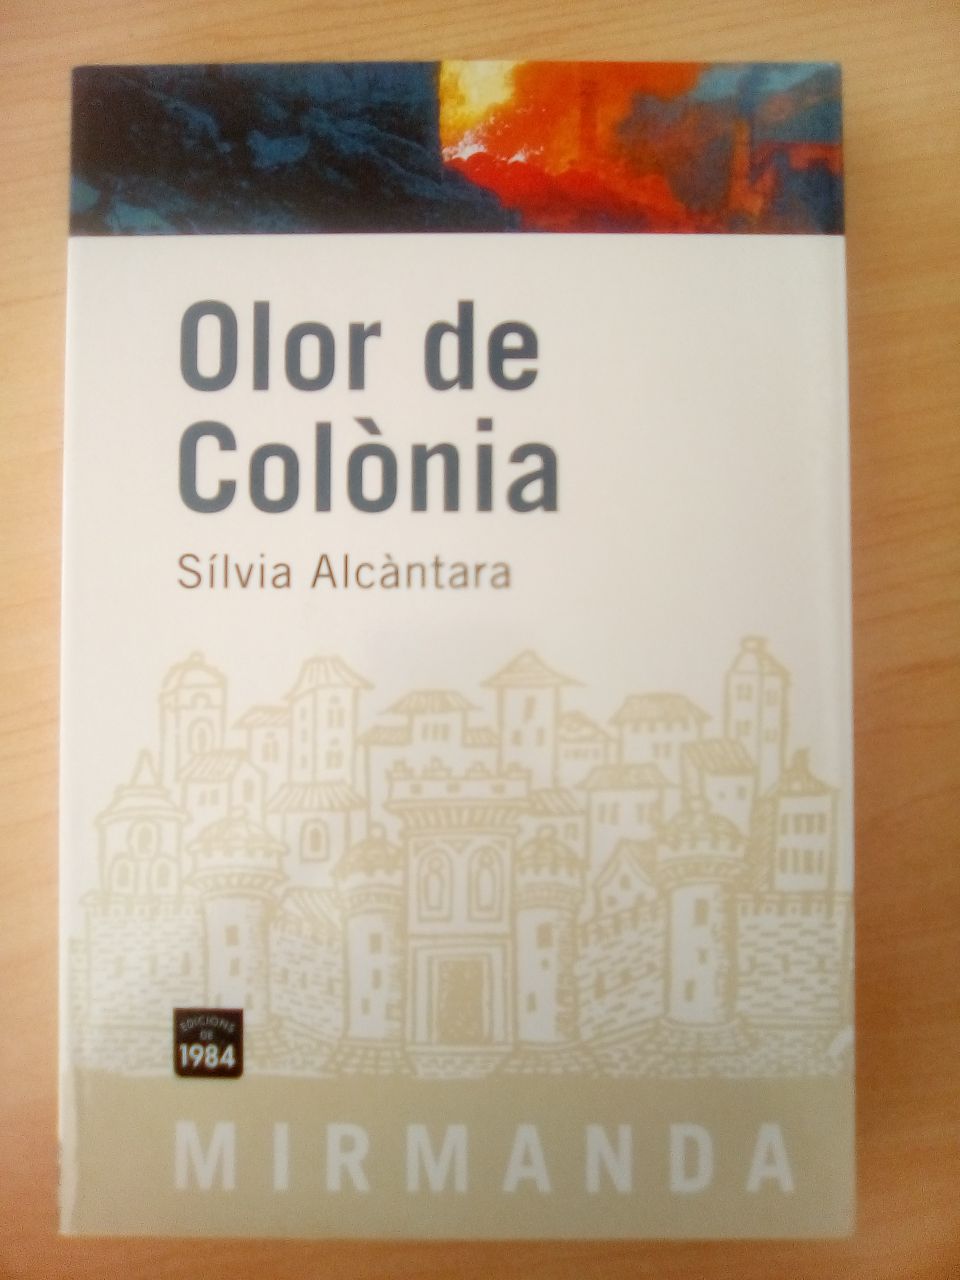 Olor de
Colònia
Sílvia Alcàntara
EDICIONS
DE
1984
MIRMANDA